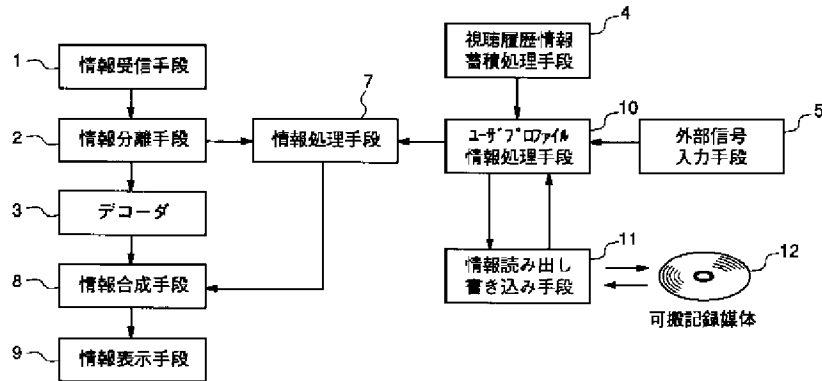 4
視聴履歴情報
蓄積処理手段
1
情報受信手段
7
10
2
情報分離手段
情報処理手段
ユーザプロファイル
情報処理手段
5
外部信号
入力手段
3
デコーダ
11
8
情報合成手段
情報読み出し
書き込み手段
12
可搬記録媒体
9
情報表示手段